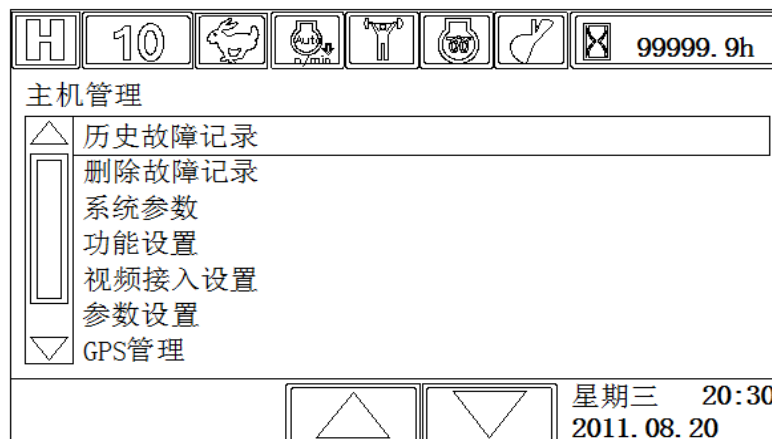 H 10 Auto n/min 99999.9h
主机管理
历史故障记录
删除故障记录
系统参数
功能设置
视频接入设置
参数设置
GPS管理
星期三 20:30
2011.08.20